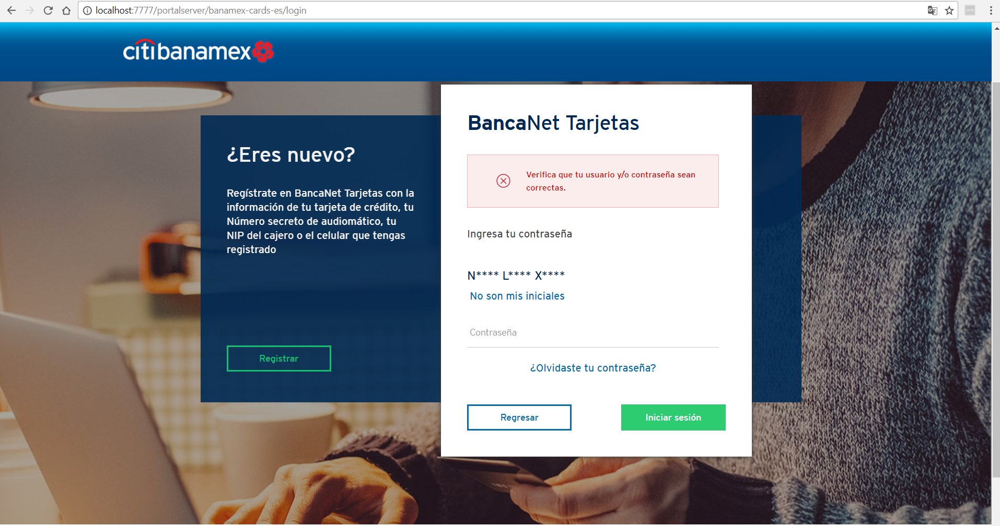 localhost:7777/portalserver/banamex-cards-es/login
citibanamex
¿Eres nuevo?
Regístrate en BancaNet Tarjetas con la
información de tu tarjeta de crédito, tu
Número secreto de audiomático, tu
NIP del cajero o el celular que tengas
registrado
Registrar
BancaNet Tarjetas
Verifica que tu usuario y/o contraseña sean
correctas.
Ingresa tu contraseña
N**** L**** X****
No son mis iniciales
Contraseña
¿Olvidaste tu contraseña?
Regresar
Iniciar sesión